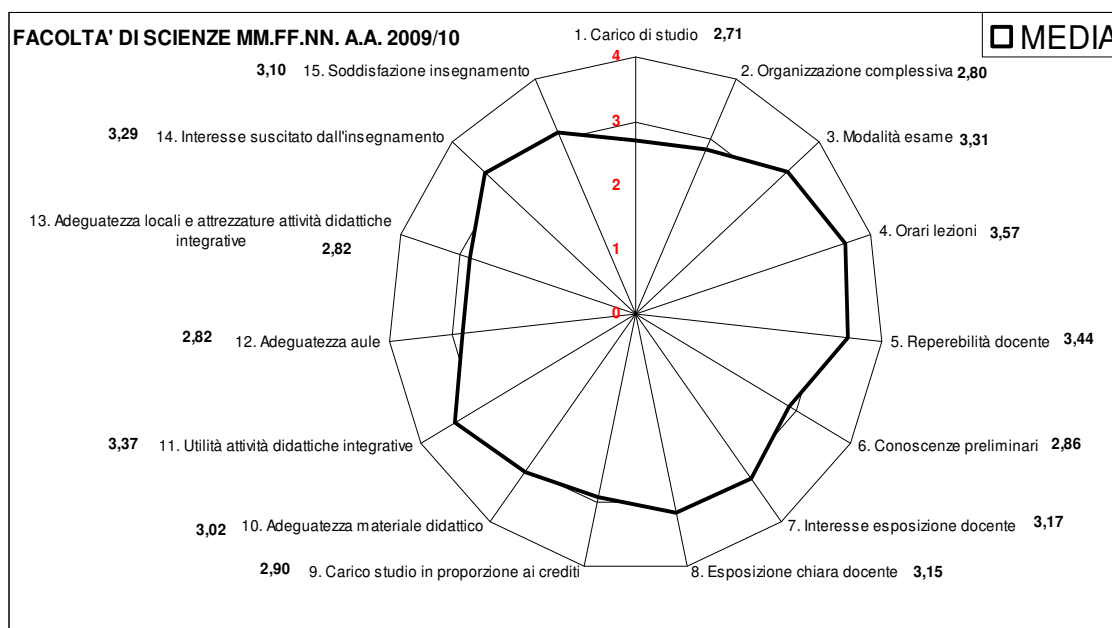 FACOLTA' DI SCIENZE MM.FF.NN. A.A. 2009/10
MEDIA
1. Carico di studio 2,71
2. Organizzazione complessiva 2,80
3. Modalità esame 3,31
4. Orari lezioni 3,57
5. Reperebilità docente 3,44
6. Conoscenze preliminari 2,86
7. Interesse esposizione docente 3,17
8. Esposizione chiara docente 3,15
2,90 9. Carico studio in proporzione ai crediti
3,02 10. Adeguatezza materiale didattico
3,37 11. Utilità attività didattiche integrative
2,82 12. Adeguatezza aule
13. Adeguatezza locali e attrezzature attività didattiche
integrative
2,82
3,29 14. Interesse suscitato dall'insegnamento
3,10 15. Soddisfazione insegnamento
4
3
2
1
0